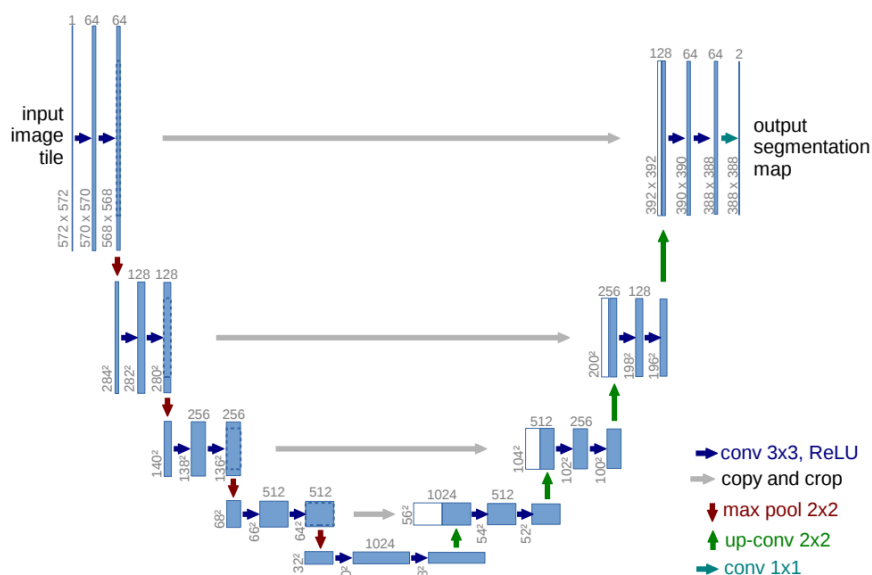 1 64 64
128 64 64 2
input
image
tile
output
segmentation
map
572 x 572
570 x 570
568 x 568
392 x 392
390 x 390
388 x 388
388 x 388
128 128
256 128
284²
282²
280²
200²
198²
196²
256 256
512 256
140²
138²
136²
104²
102²
100²
512 512
1024 512
68²
66²
64²
56²
54²
52²
1024
32²
conv 3x3, ReLU
copy and crop
max pool 2x2
up-conv 2x2
conv 1x1